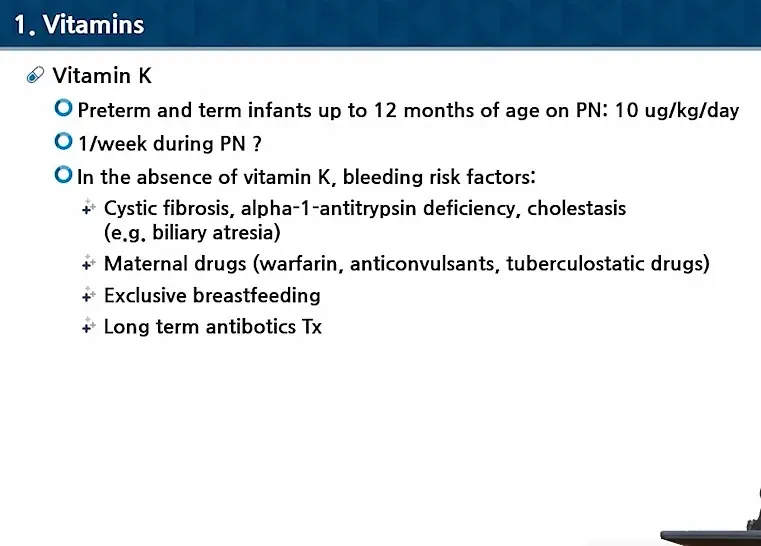 1. Vitamins
Vitamin K
Preterm and term infants up to 12 months of age on PN: 10 ug/kg/day
1/week during PN ?
In the absence of vitamin K, bleeding risk factors:
Cystic fibrosis, alpha-1-antitrypsin deficiency, cholestasis
(e.g. biliary atresia)
Maternal drugs (warfarin, anticonvulsants, tuberculostatic drugs)
Exclusive breastfeeding
Long term antibotics Tx